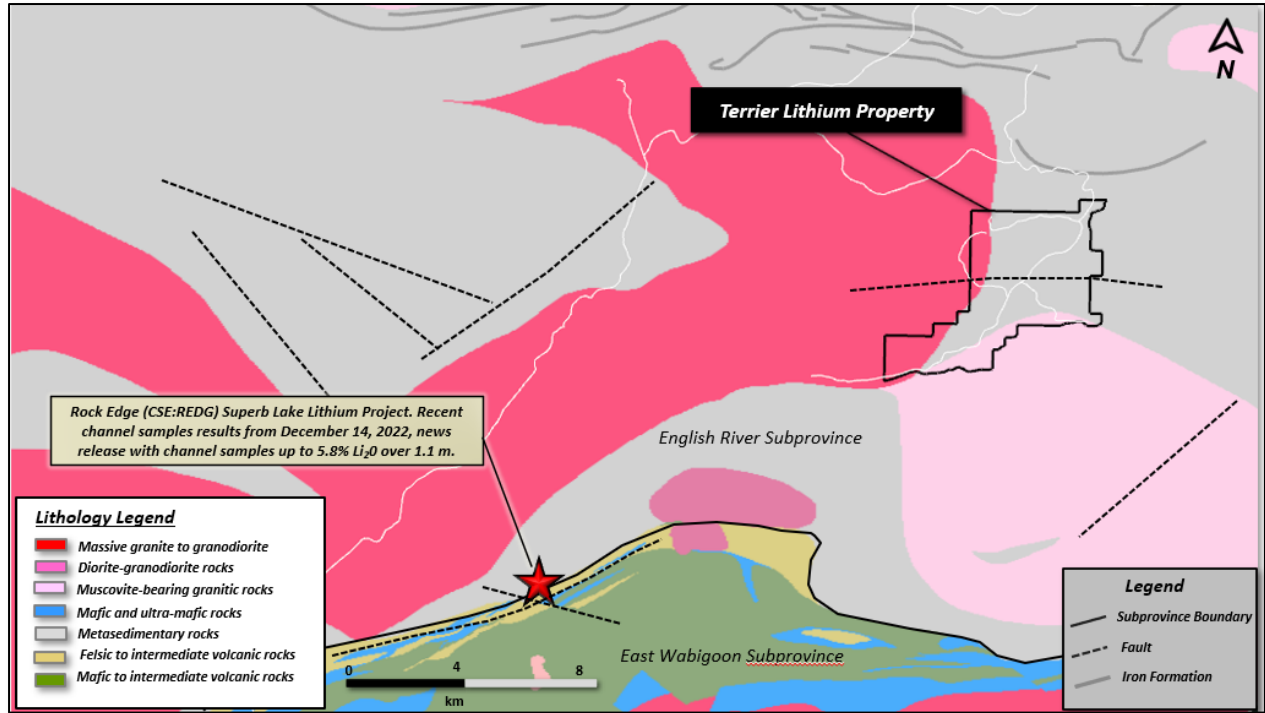 N
Terrier Lithium Property
Rock Edge (CSE:REDG) Superb Lake Lithium Project. Recent
channel samples results from December 14, 2022, news
release with channel samples up to 5.8% Li₂0 over 1.1 m.
English River Subprovince
Lithology Legend
Massive granite to granodiorite
Diorite-granodiorite rocks
Muscovite-bearing granitic rocks
Mafic and ultra-mafic rocks
Metasedimentary rocks
Felsic to intermediate volcanic rocks
Mafic to intermediate volcanic rocks
East Wabigoon Subprovince
0 4 8
km
Legend
Subprovince Boundary
Fault
Iron Formation